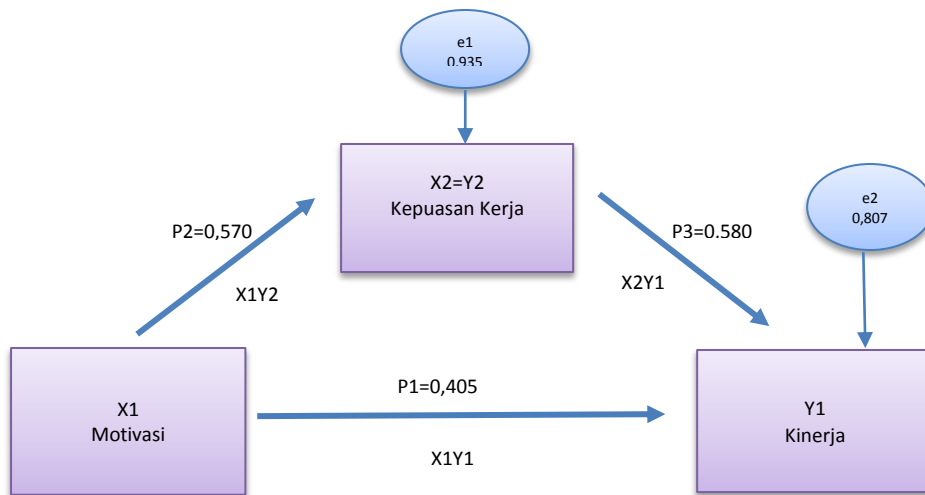 e1
0.935
X2=Y2
Kepuasan Kerja
e2
0,807
P2=0,570
P3=0.580
X1Y2
X2Y1
X1
Motivasi
P1=0,405
X1Y1
Y1
Kinerja